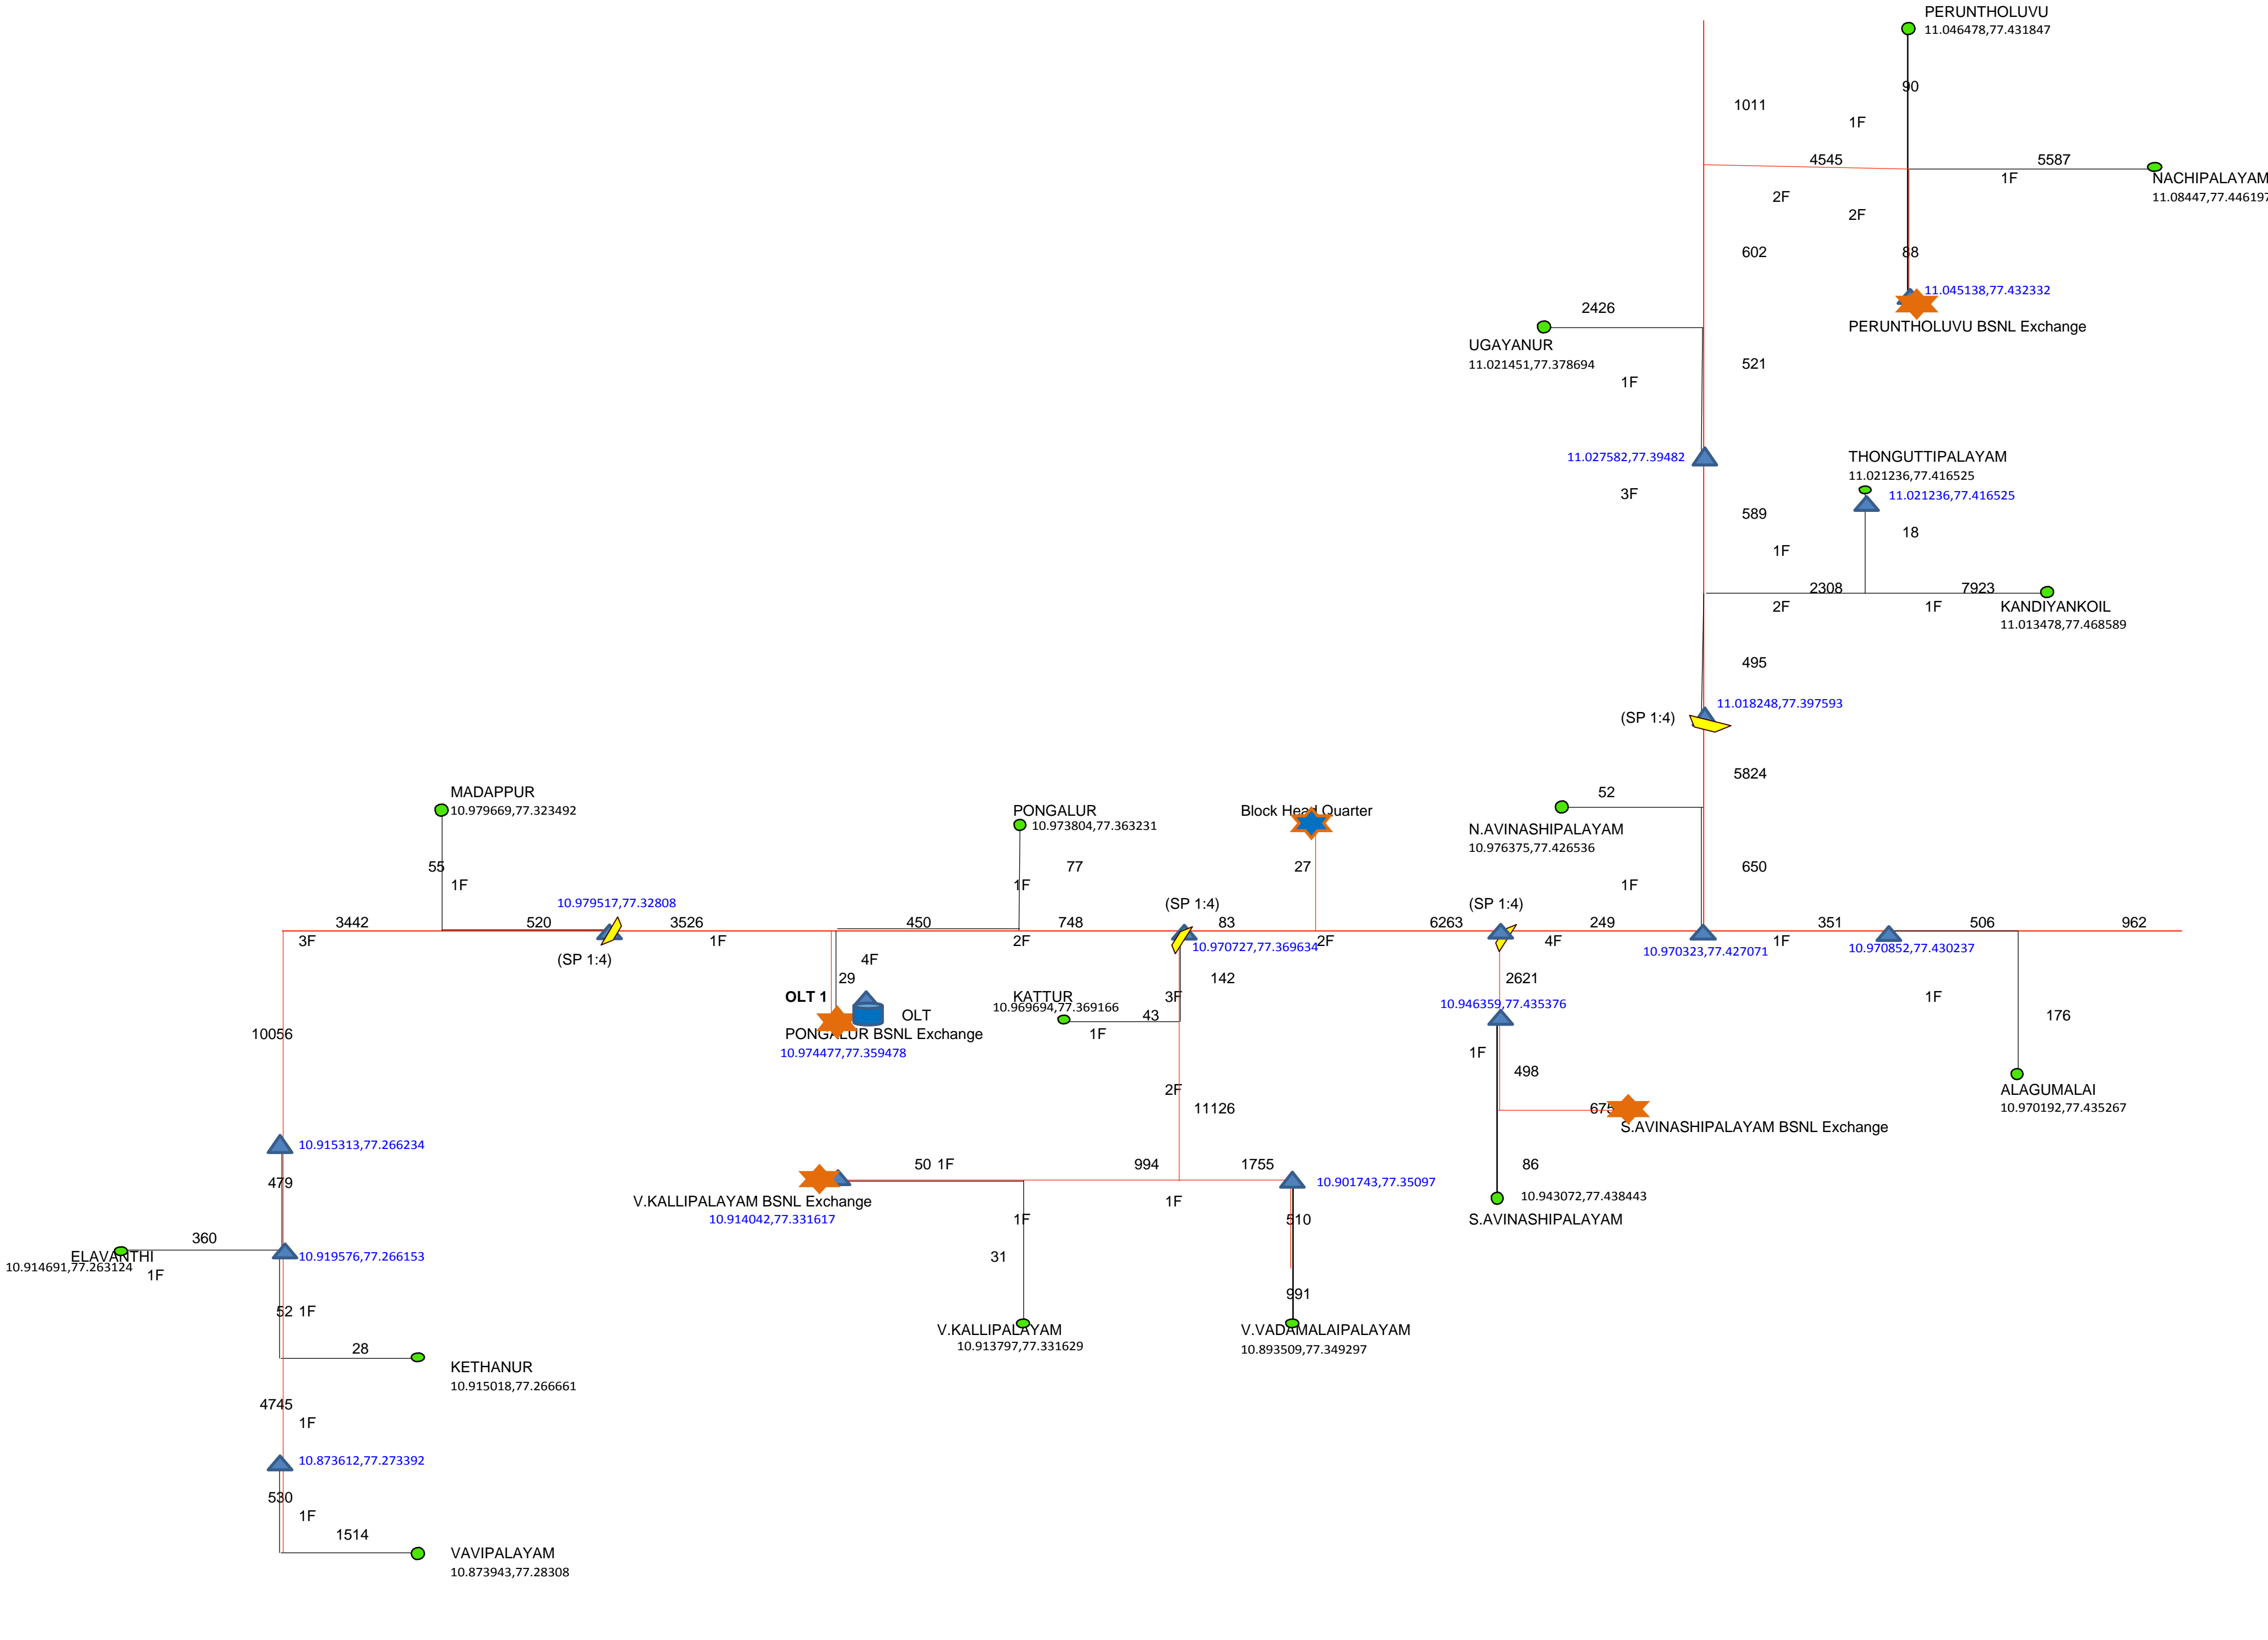 PERUNTHOLUVU
11.046478,77.431847
90
1011
1F
4545
5587
1F
NACHIPALAYAM
11.08447,77.446197
2F
2F
602
88
11.045138,77.432332
2426
PERUNTHOLUVU BSNL Exchange
UGAYANUR
11.021451,77.378694
521
1F
11.027582,77.39482
THONGUTTIPALAYAM
11.021236,77.416525
11.021236,77.416525
3F
589
18
1F
2308
7923
2F
1F
KANDIYANKOIL
11.013478,77.468589
495
11.018248,77.397593
(SP 1:4)
5824
MADAPPUR
10.979669,77.323492
PONGALUR
10.973804,77.363231
Block Head Quarter
52
N.AVINASHIPALAYAM
10.976375,77.426536
55
1F
77
1F
27
650
1F
10.979517,77.32808
(SP 1:4)
(SP 1:4)
3442
520
3526
450
748
83
6263
249
351
506
962
3F
1F
2F
10.970727,77.369634
2F
4F
10.970323,77.427071
1F
10.970852,77.430237
(SP 1:4)
4F
29
142
2621
OLT 1
KATTUR
10.969694,77.369166
3F
10.946359,77.435376
1F
OLT
43
176
PONGALUR BSNL Exchange
1F
10056
10.974477,77.359478
1F
498
2F
11126
675
ALAGUMALAI
10.970192,77.435267
S.AVINASHIPALAYAM BSNL Exchange
10.915313,77.266234
50 1F
994
1755
86
479
10.901743,77.35097
V.KALLIPALAYAM BSNL Exchange
1F
10.943072,77.438443
10.914042,77.331617
1F
510
S.AVINASHIPALAYAM
360
ELAVANTHI
10.914691,77.263124
1F
10.919576,77.266153
31
52 1F
991
V.KALLIPALAYAM
10.913797,77.331629
V.VADAMALAIPALAYAM
10.893509,77.349297
28
KETHANUR
10.915018,77.266661
4745
1F
10.873612,77.273392
530
1F
1514
VAVIPALAYAM
10.873943,77.28308